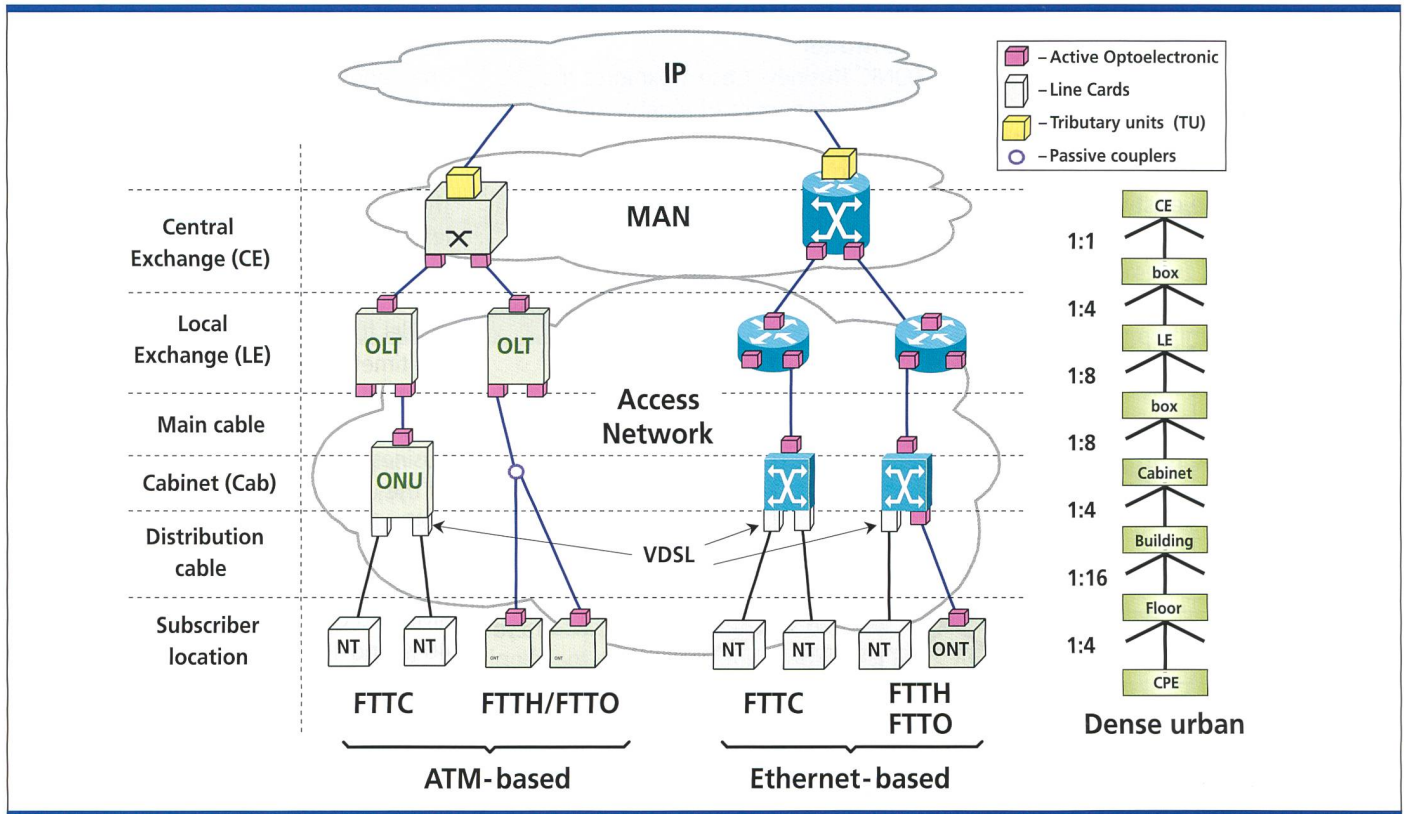 IP
– Active Optoelectronic
– Line Cards
– Tributary units (TU)
– Passive couplers
MAN
Central
Exchange (CE)
Local
Exchange (LE)
OLT
OLT
Main cable
Access
Network
Cabinet (Cab)
ONU
Distribution
cable
VDSL
Subscriber
location
NT
NT
ONT
ONT
NT
NT
NT
ONT
FTTC
FTTH/FTTO
FTTC
FTTH
FTTO
ATM-based
Ethernet-based
CE
1:1
box
1:4
LE
1:8
box
1:8
Cabinet
1:4
Building
1:16
Floor
1:4
CPE
Dense urban